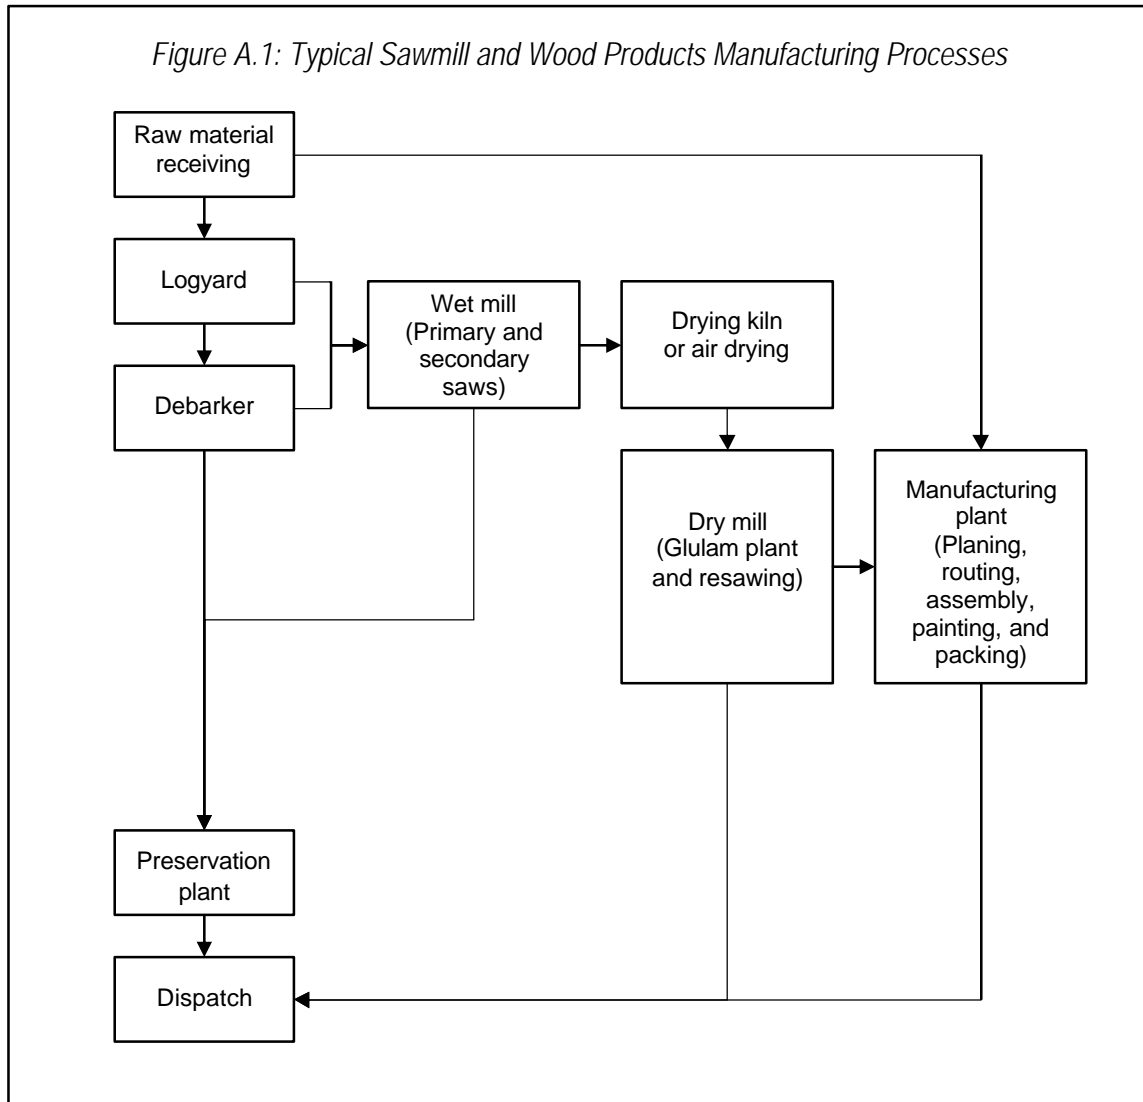 Figure A.1: Typical Sawmill and Wood Products Manufacturing Processes
Raw material
receiving
Logyard
Debarker
Wet mill
(Primary and
secondary
saws)
Drying kiln
or air drying
Dry mill
(Glulam plant
and resawing)
Manufacturing
plant
(Planing,
routing,
assembly,
painting, and
packing)
Preservation
plant
Dispatch